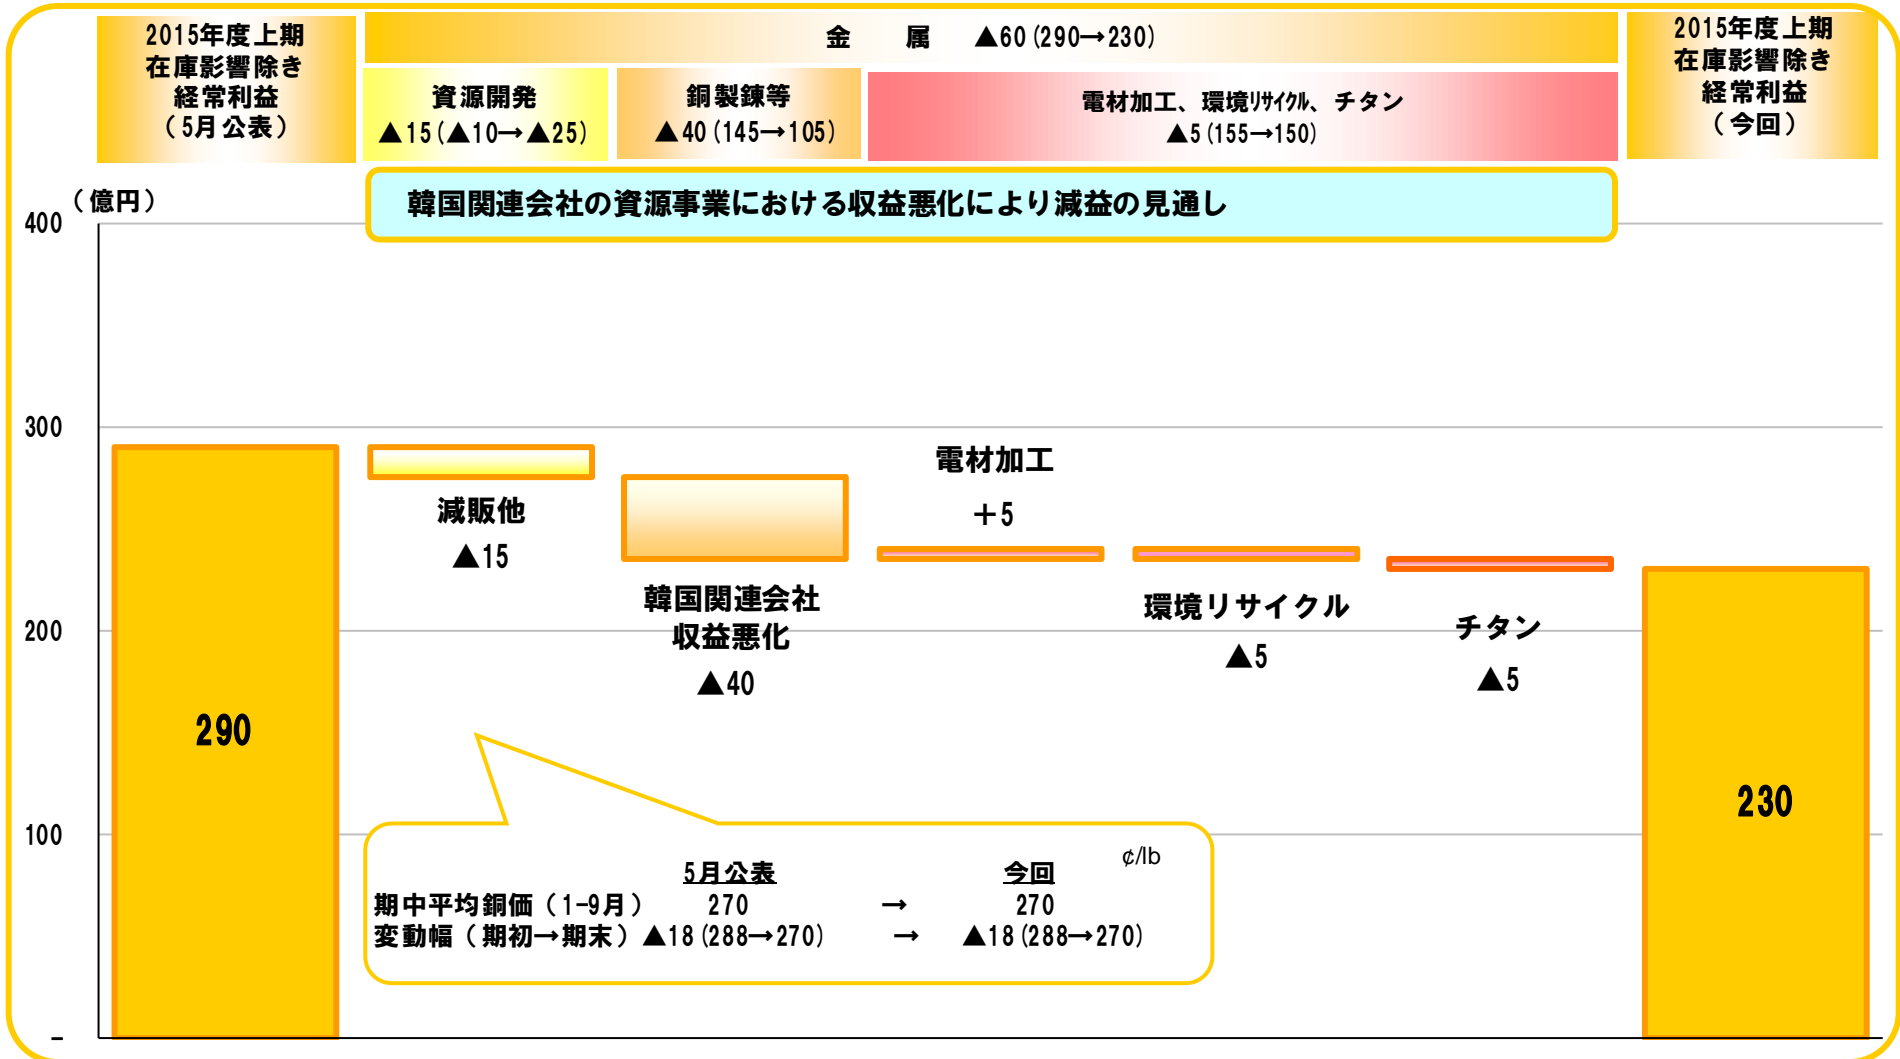 2015年度上期
在庫影響除き
経常利益
（5月公表）
金　属　▲60(290→230)
2015年度上期
在庫影響除き
経常利益
（今回）
資源開発
▲15(▲10→▲25)
銅製錬等
▲40(145→105)
電材加工、環境ﾘｻｲｸﾙ、チタン
▲5(155→150)
韓国関連会社の資源事業における収益悪化により減益の見通し
（億円）
400
300
200
100
-
290
減販他
▲15
韓国関連会社
収益悪化
▲40
電材加工
＋5
環境リサイクル
▲5
チタン
▲5
230
¢/lb
5月公表　今回
期中平均銅価（1-9月）　270　→　270
変動幅（期初→期末）▲18(288→270)　→　▲18(288→270)